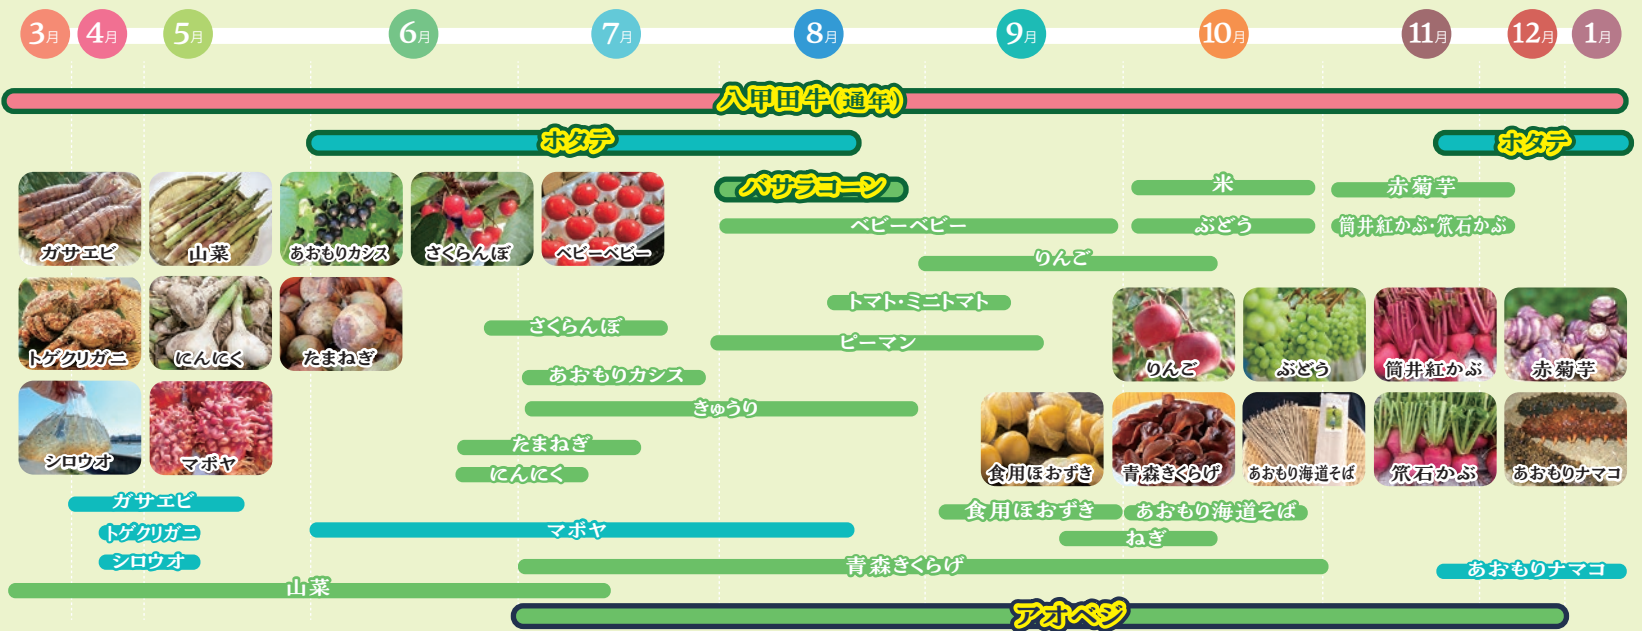 3月 4月 5月 6月 7月 8月 9月 10月 11月 12月 1月
八甲田牛(通年)
ホタテ ホタテ
バサラコーン
米
赤菊芋
ベビーベビー
ぶどう
筒井紅かぶ・笊石かぶ
ガサエビ
山菜
あおもりカシス
さくらんぼ
ベビーベビー
りんご
トマト・ミニトマト
さくらんぼ
ピーマン
トゲクリガニ
にんにく
たまねぎ
りんご
ぶどう
筒井紅かぶ
赤菊芋
あおもりカシス
きゅうり
たまねぎ
にんにく
シロウオ
マボヤ
食用ほおずき
青森きくらげ
あおもり海道そば
笊石かぶ
あおもりナマコ
ガサエビ
食用ほおずき
あおもり海道そば
トゲクリガニ
マボヤ
ねぎ
シロウオ
青森きくらげ
あおもりナマコ
山菜
アオベジ